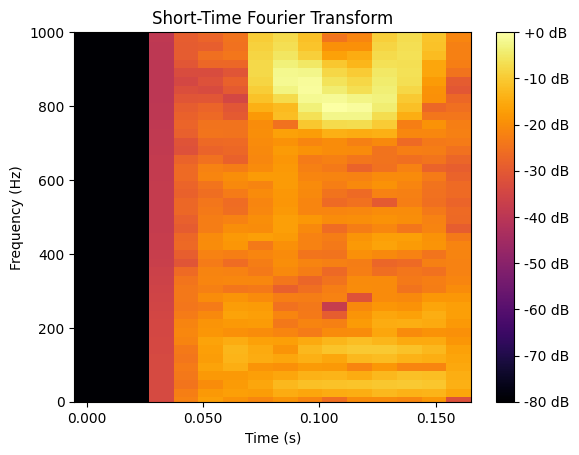 Short-Time Fourier Transform
1000
800
600
400
200
0
Frequency (Hz)
0.000
0.050
0.100
0.150
Time (s)
+0 dB
-10 dB
-20 dB
-30 dB
-40 dB
-50 dB
-60 dB
-70 dB
-80 dB